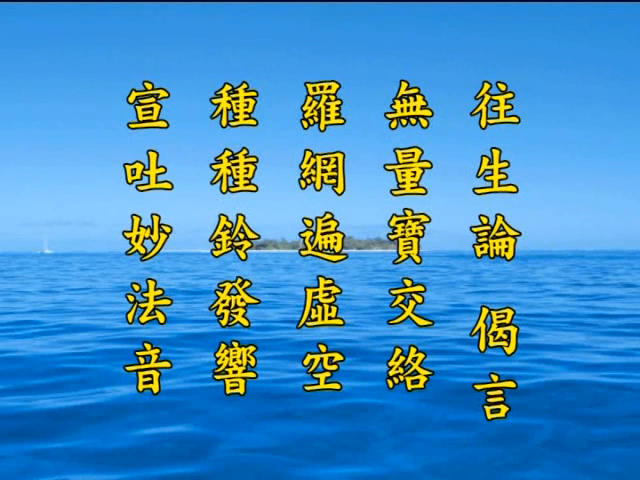 往生論 偈言
無量寶交絡
羅網遍虛空
種種鈴發響
宣吐妙法音